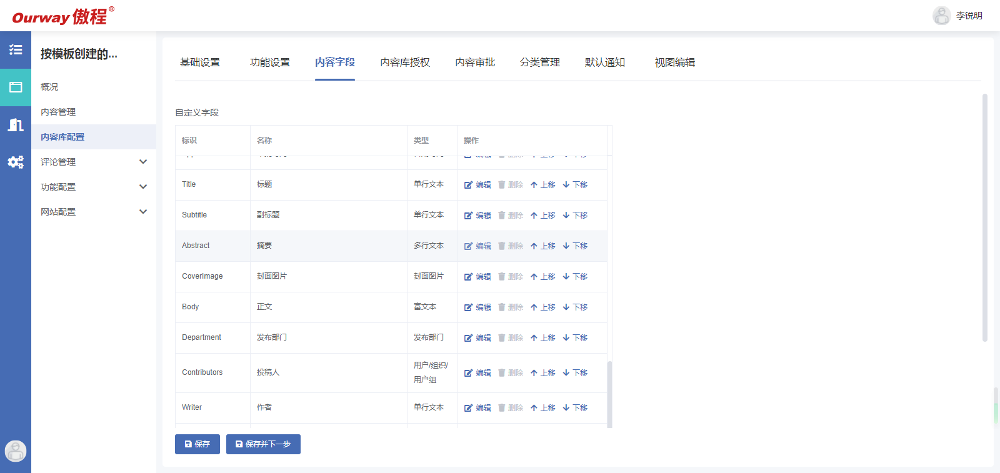 Ourway 傲程®
李锐明
按模板创建的...
概况
内容管理
内容库配置
评论管理
功能配置
网站配置
基础设置 功能设置 内容字段 内容库授权 内容审批 分类管理 默认通知 视图编辑
自定义字段
标识 名称 类型 操作
Title 标题 单行文本 编辑 删除 上移 下移
Subtitle 副标题 单行文本 编辑 删除 上移 下移
Abstract 摘要 多行文本 编辑 删除 上移 下移
CoverImage 封面图片 封面图片 编辑 删除 上移 下移
Body 正文 富文本 编辑 删除 上移 下移
Department 发布部门 发布部门 编辑 删除 上移 下移
Contributors 投稿人 用户/组织/
用户组 编辑 删除 上移 下移
Writer 作者 单行文本 编辑 删除 上移 下移
保存 保存并下一步